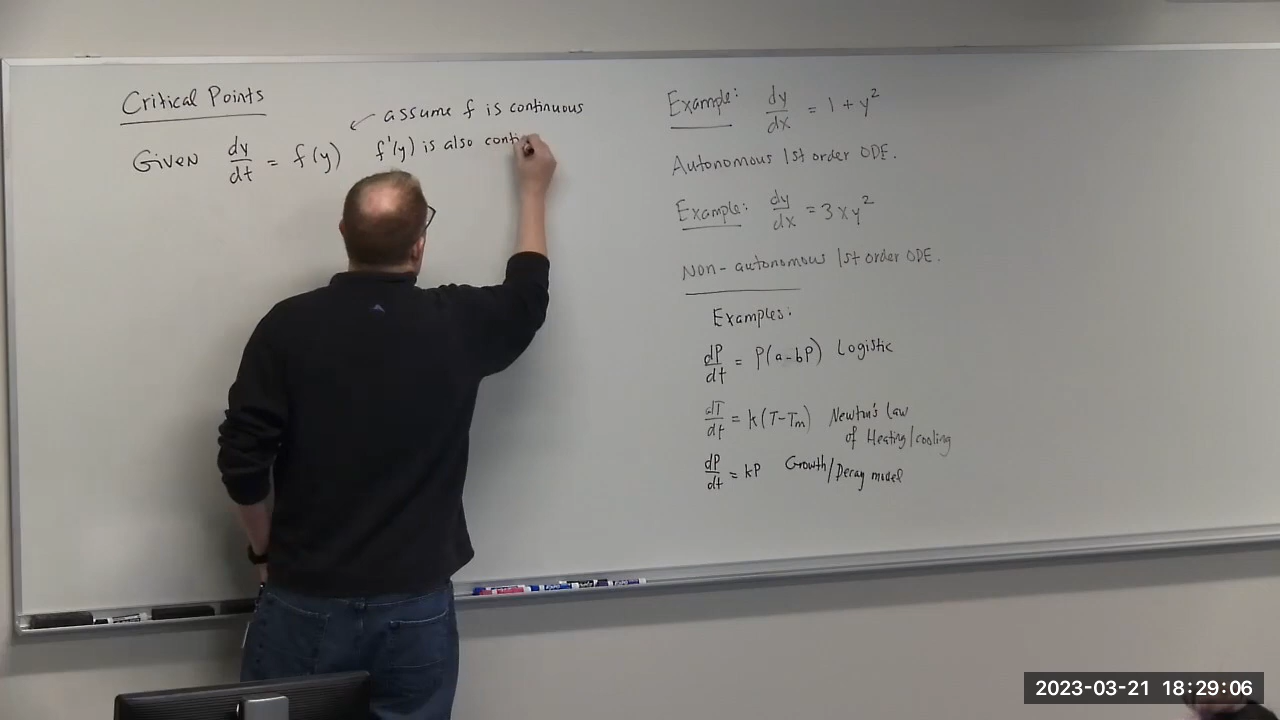 Critical Points
assume f is continuous
Given dy/dt = f(y) f'(y) is also conti
Example: dy/dx = 1 + y²
Autonomous 1st order ODE.
Example: dy/dx = 3xy²
Non-autonomous 1st order ODE.
Examples:
dP/dt = P(a-bP) Logistic
dT/dt = k(T-Tm) Newton's Law
of Heating/cooling
dP/dt = kP Growth/Decay model
2023-03-21 18:29:06